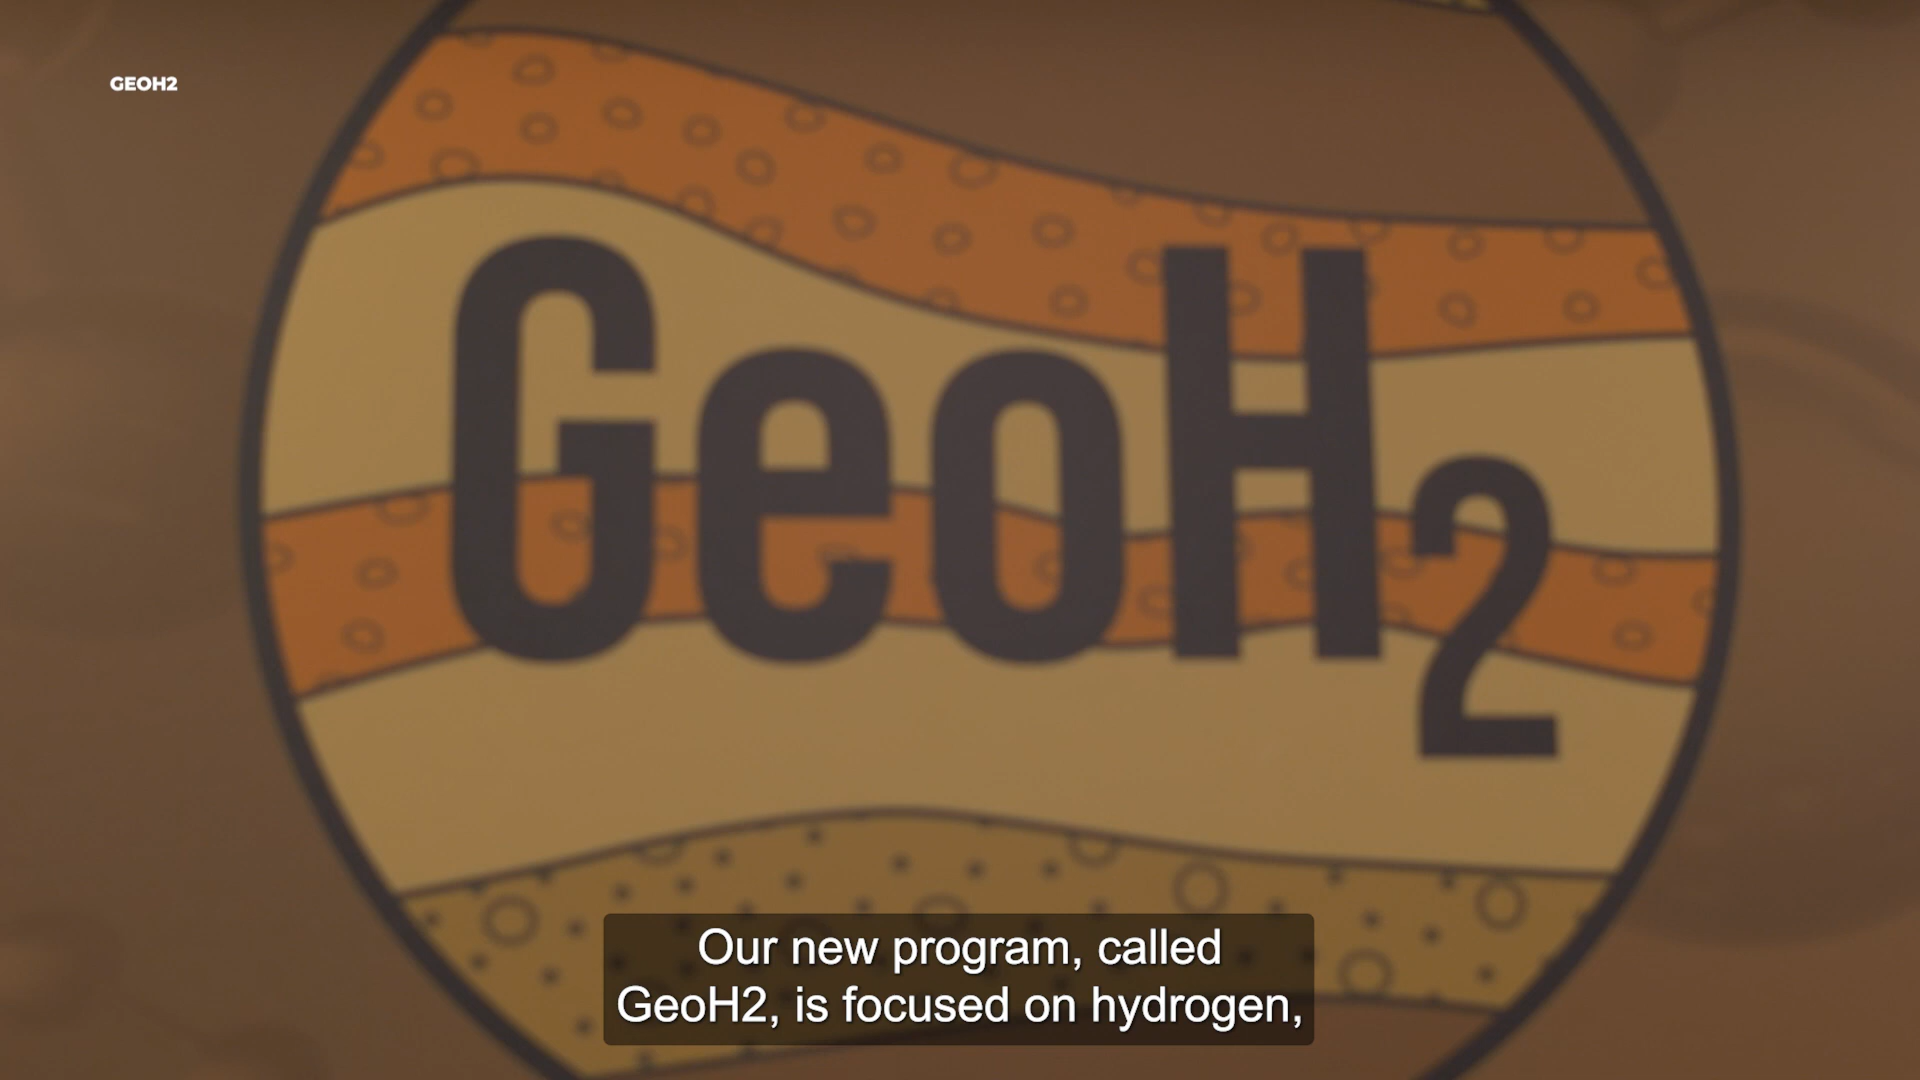 GEOH2
GeoH2
Our new program, called
GeoH2, is focused on hydrogen,